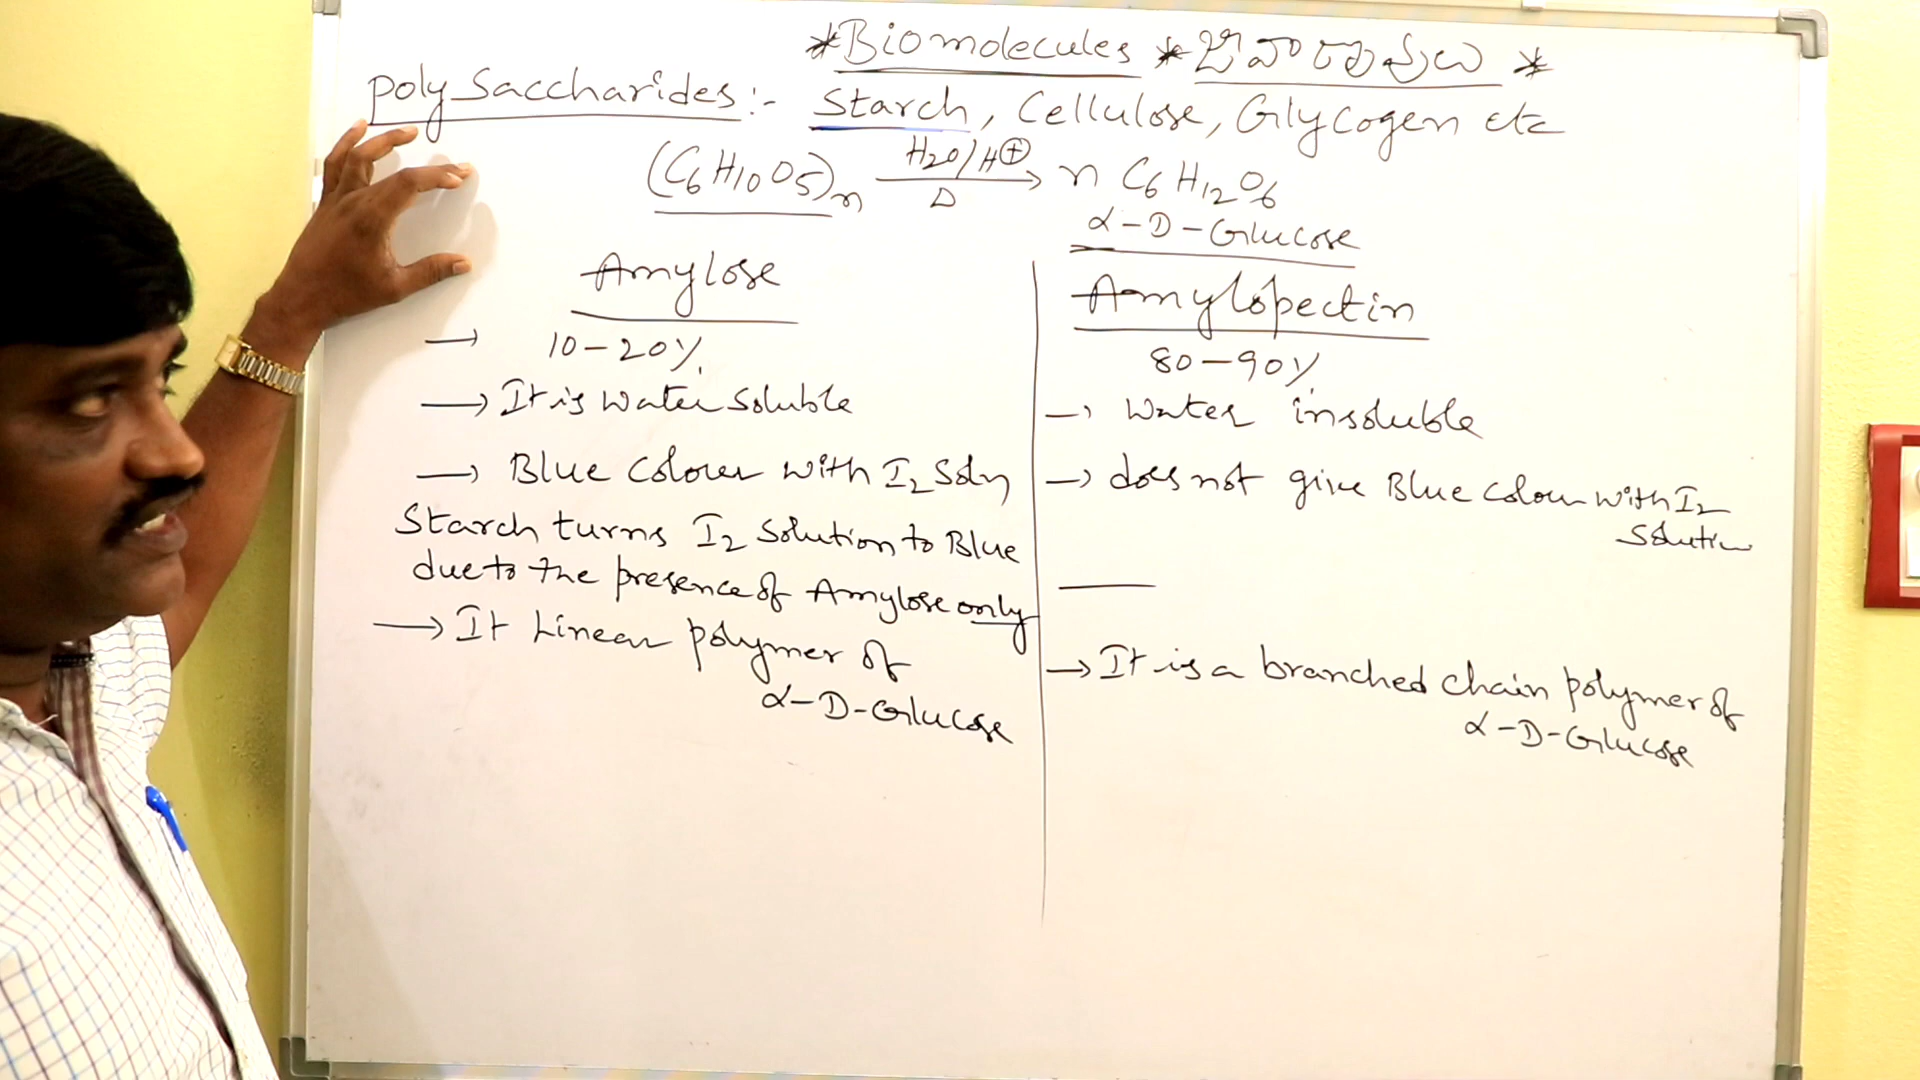 *Biomolecules * జీవాణువులు *
Polysaccharides:- Starch, Cellulose, Glycogen etc
(C6H10O5)n —H2O/H⊕/Δ→ n C6H12O6
α-D-Glucose
Amylose
→ 10-20%
→ It is Water Soluble
→ Blue Colour with I2 Soln
Starch turns I2 Solution to Blue
due to the presence of Amylose only
→ It Linear polymer of
α-D-Glucose
Amylopectin
80-90%
→ Water insoluble
→ does not give Blue Colour with I2
Solution
→ It is a branched chain polymer of
α-D-Glucose